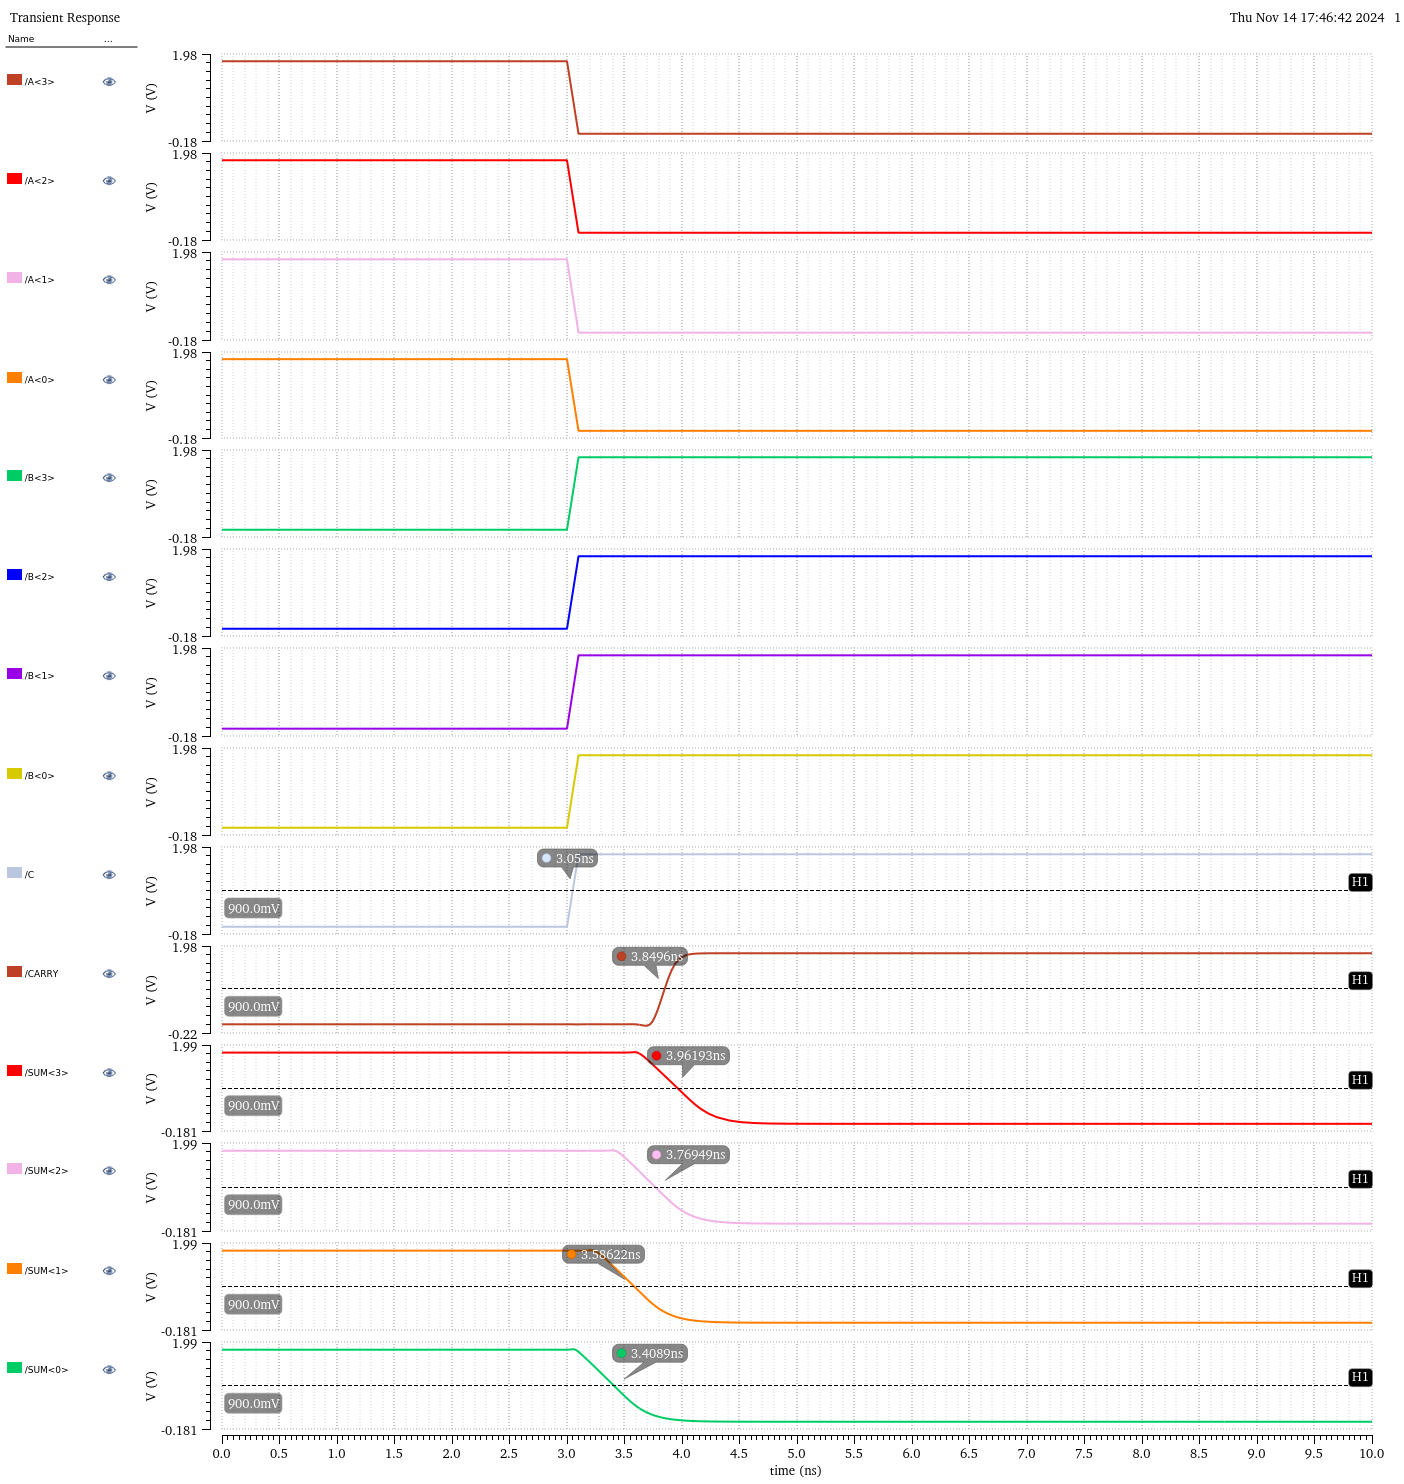 Transient Response
Thu Nov 14 17:46:42 2024 1
Name ...
1.98
/A<3>
V (V)
-0.18
1.98
/A<2>
V (V)
-0.18
1.98
/A<1>
V (V)
-0.18
1.98
/A<0>
V (V)
-0.18
1.98
/B<3>
V (V)
-0.18
1.98
/B<2>
V (V)
-0.18
1.98
/B<1>
V (V)
-0.18
1.98
/B<0>
V (V)
-0.18
1.98
3.05ns
/C
V (V)
H1
900.0mV
-0.18
1.98
3.8496ns
/CARRY
V (V)
H1
900.0mV
-0.22
1.99
3.96193ns
/SUM<3>
V (V)
H1
900.0mV
-0.181
1.99
3.76949ns
/SUM<2>
V (V)
H1
900.0mV
-0.181
1.99
3.58622ns
/SUM<1>
V (V)
H1
900.0mV
-0.181
1.99
3.4089ns
/SUM<0>
V (V)
H1
900.0mV
-0.181
0.0 0.5 1.0 1.5 2.0 2.5 3.0 3.5 4.0 4.5 5.0 5.5 6.0 6.5 7.0 7.5 8.0 8.5 9.0 9.5 10.0
time (ns)